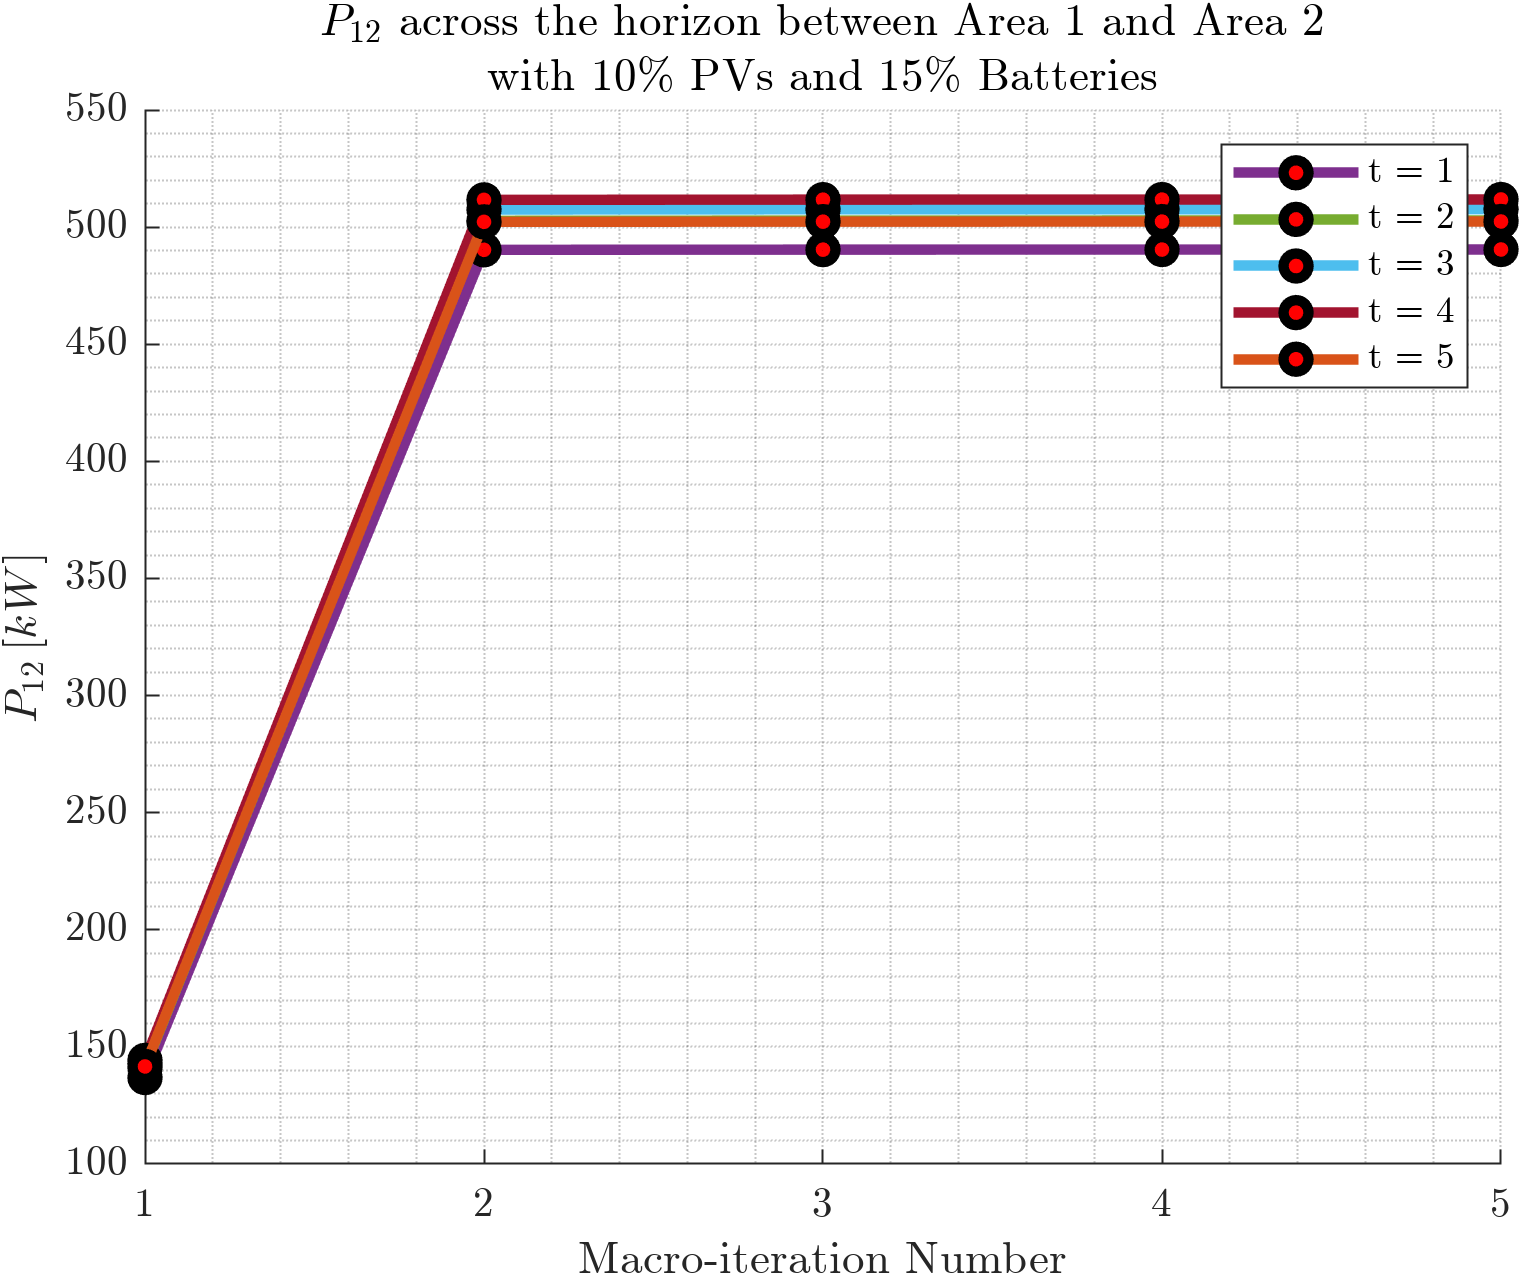 P₁₂ across the horizon between Area 1 and Area 2
with 10% PVs and 15% Batteries
550
500
450
400
350
300
250
200
150
100
P₁₂ [kW]
t = 1
t = 2
t = 3
t = 4
t = 5
1 2 3 4 5
Macro-iteration Number